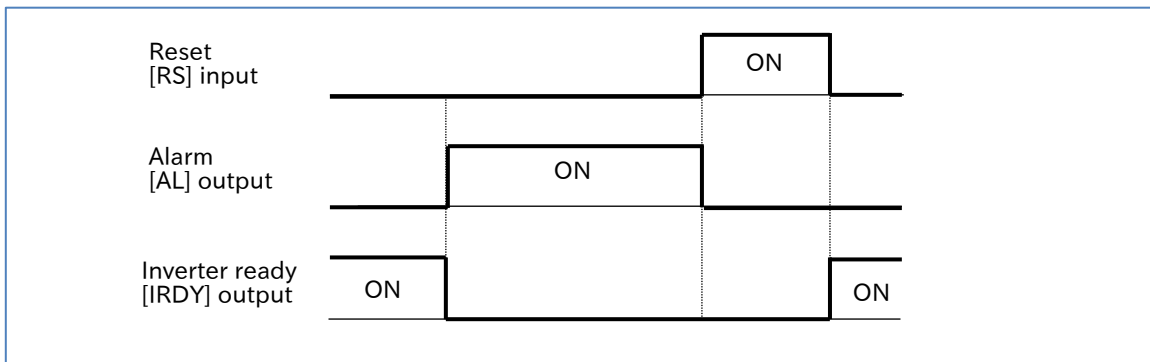 Reset
[RS] input
ON
Alarm
[AL] output
ON
Inverter ready
[IRDY] output
ON
ON